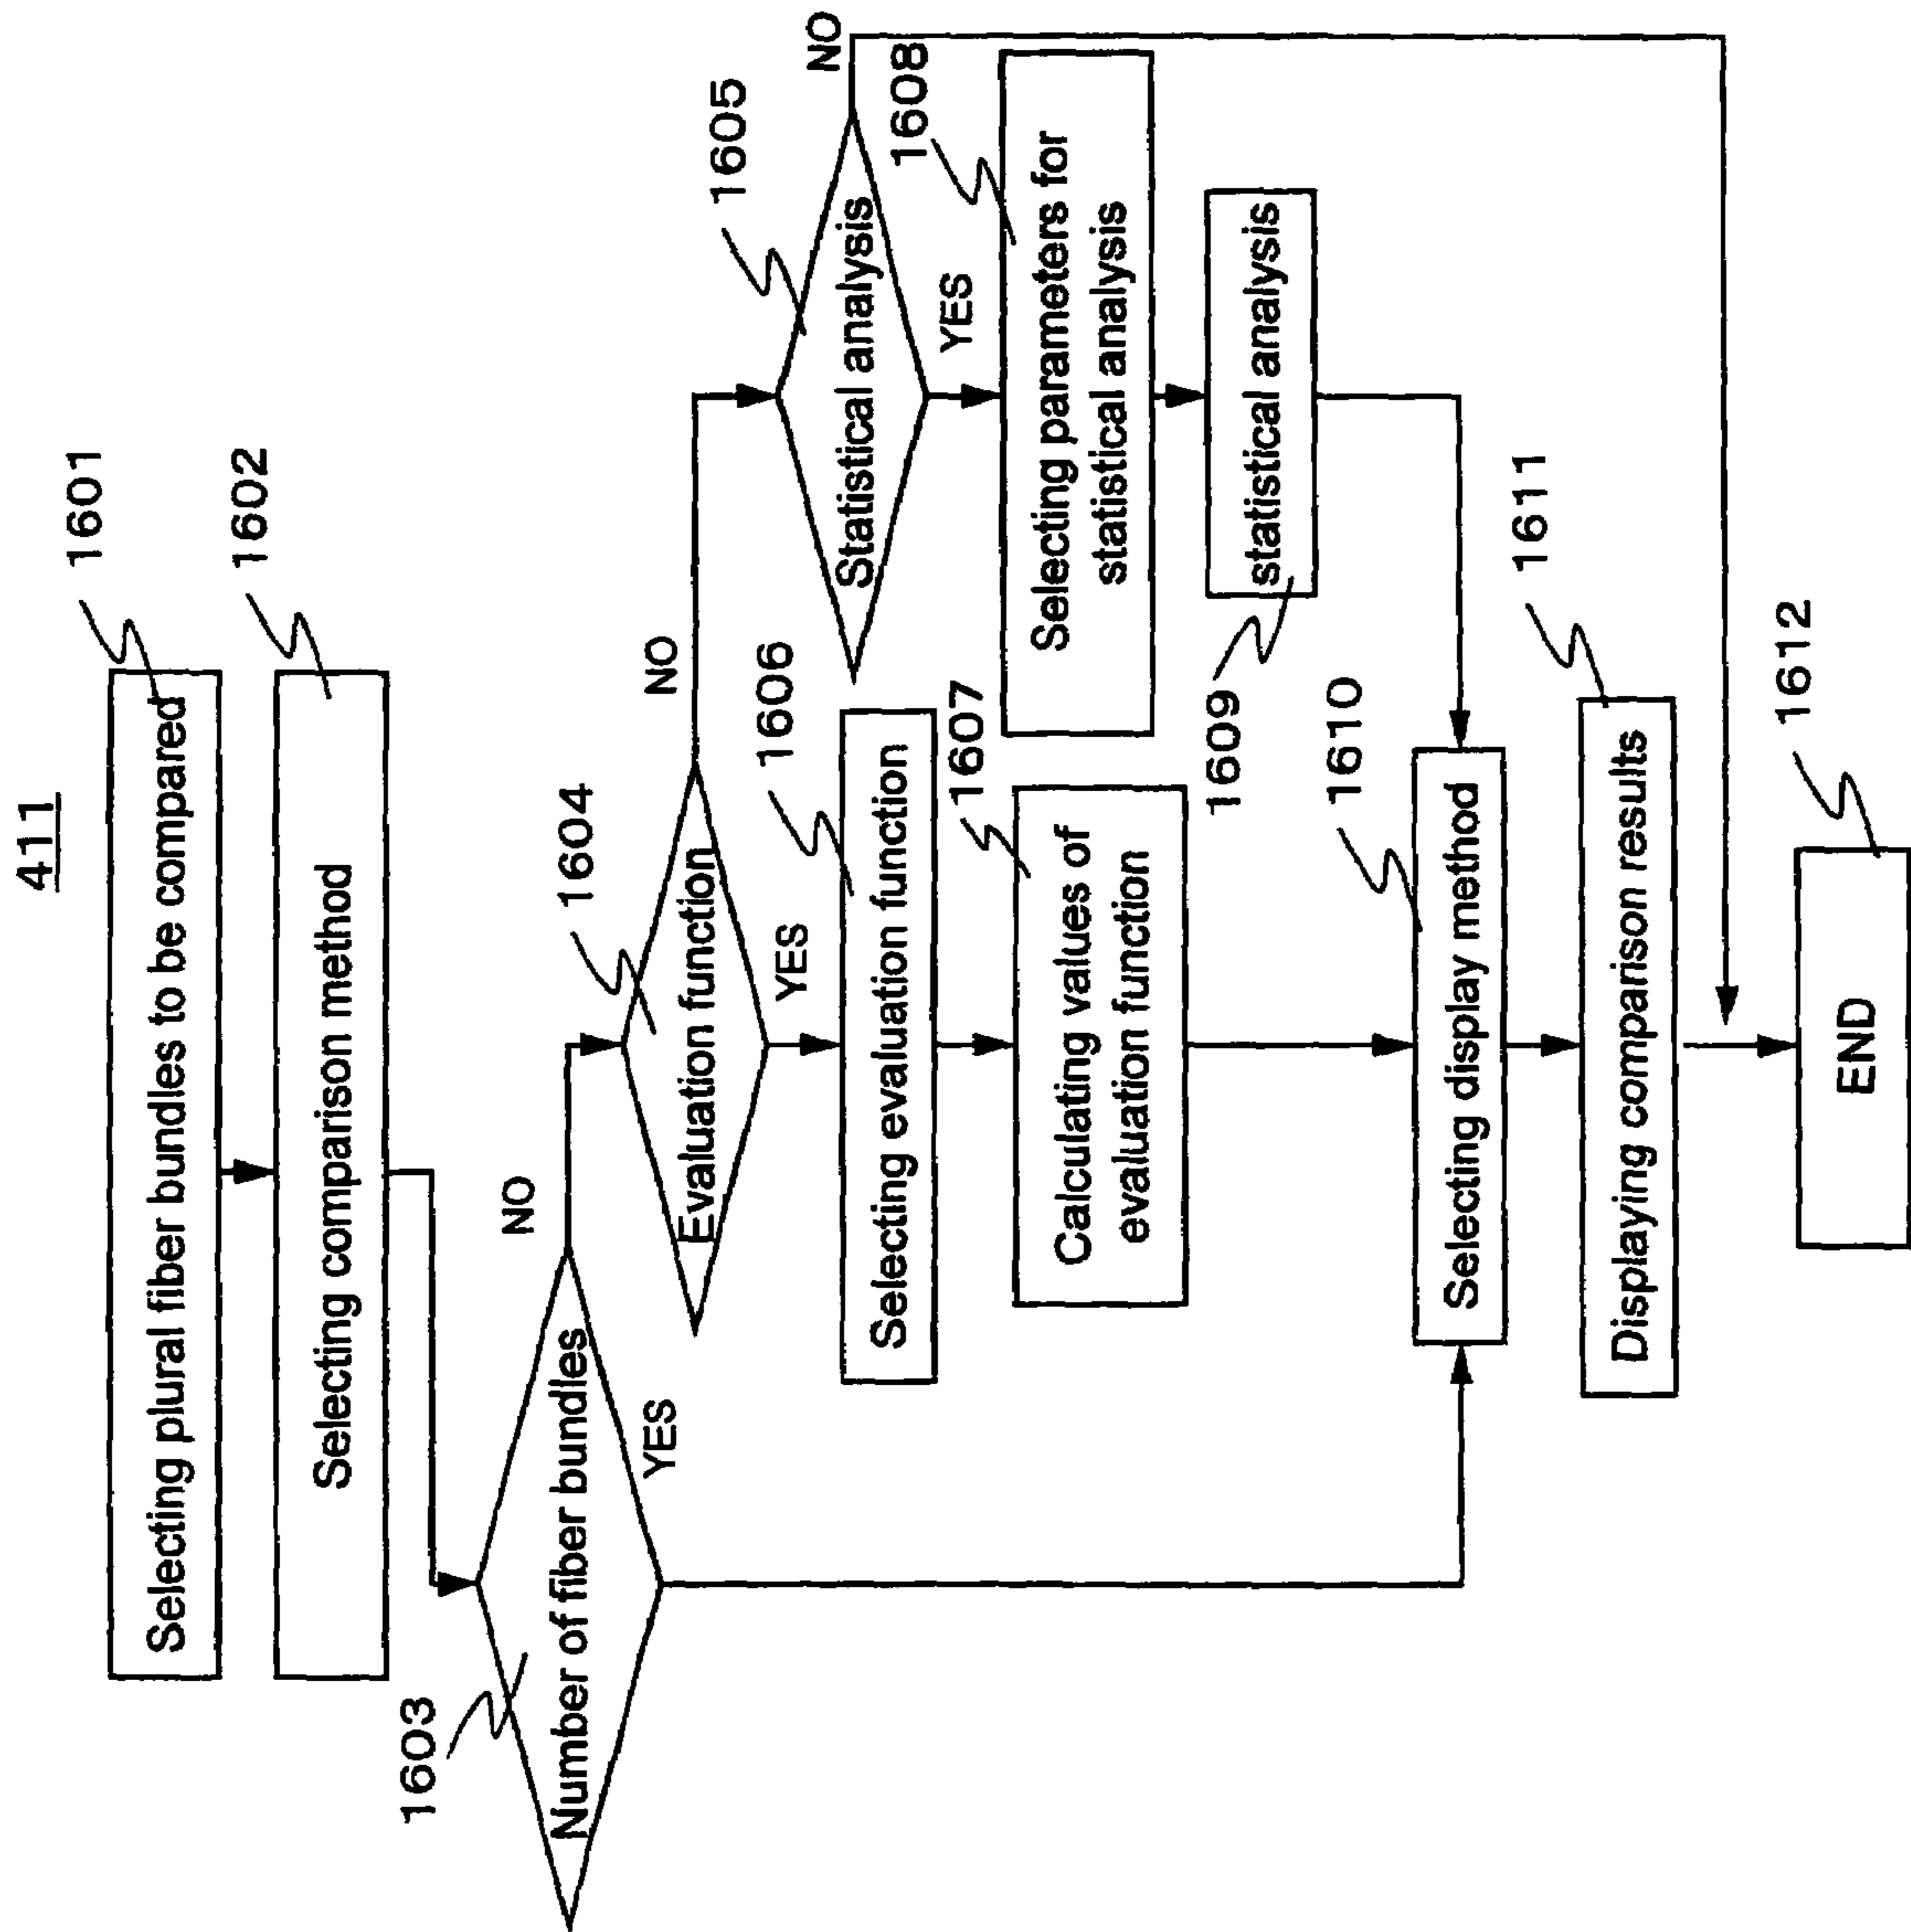 411
1601
Selecting plural fiber bundles to be compared
1602
Selecting comparison method
1603
Number of fiber bundles
NO
YES
1604
Evaluation function
NO
YES
1605
Statistical analysis
NO
YES
1606
Selecting evaluation function
1607
Calculating values of
evaluation function
1608
Selecting parameters for
statistical analysis
1609
statistical analysis
1610
Selecting display method
1611
Displaying comparison results
1612
END